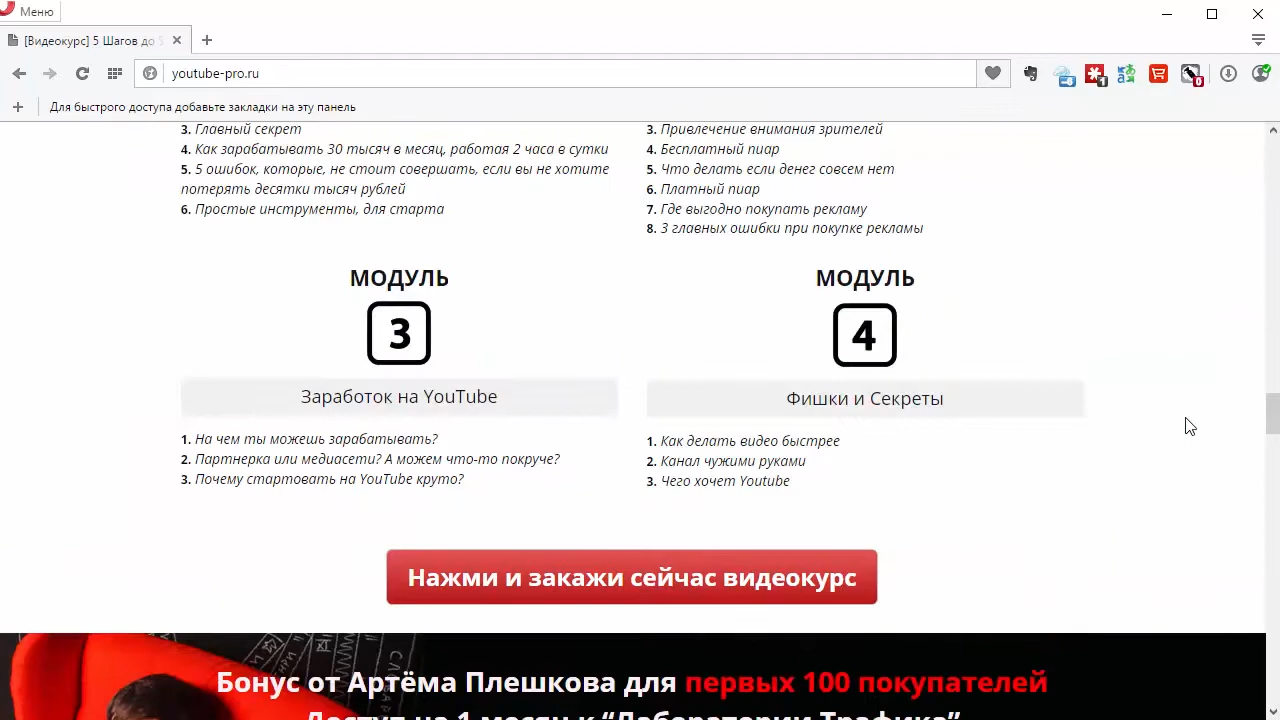 Меню
[Видеокурс] 5 Шагов до 5
youtube-pro.ru
Для быстрого доступа добавьте закладки на эту панель
3. Главный секрет
4. Как зарабатывать 30 тысяч в месяц, работая 2 часа в сутки
5. 5 ошибок, которые, не стоит совершать, если вы не хотите
потерять десятки тысяч рублей
6. Простые инструменты, для старта
3. Привлечение внимания зрителей
4. Бесплатный пиар
5. Что делать если денег совсем нет
6. Платный пиар
7. Где выгодно покупать рекламу
8. 3 главных ошибки при покупке рекламы
МОДУЛЬ
3
Заработок на YouTube
1. На чем ты можешь зарабатывать?
2. Партнерка или медиасети? А можем что-то покруче?
3. Почему стартовать на YouTube круто?
МОДУЛЬ
4
Фишки и Секреты
1. Как делать видео быстрее
2. Канал чужими руками
3. Чего хочет Youtube
Нажми и закажи сейчас видеокурс
Бонус от Артёма Плешкова для первых 100 покупателей
Доступ на 1 месяц к “Лаборатории Трафика”